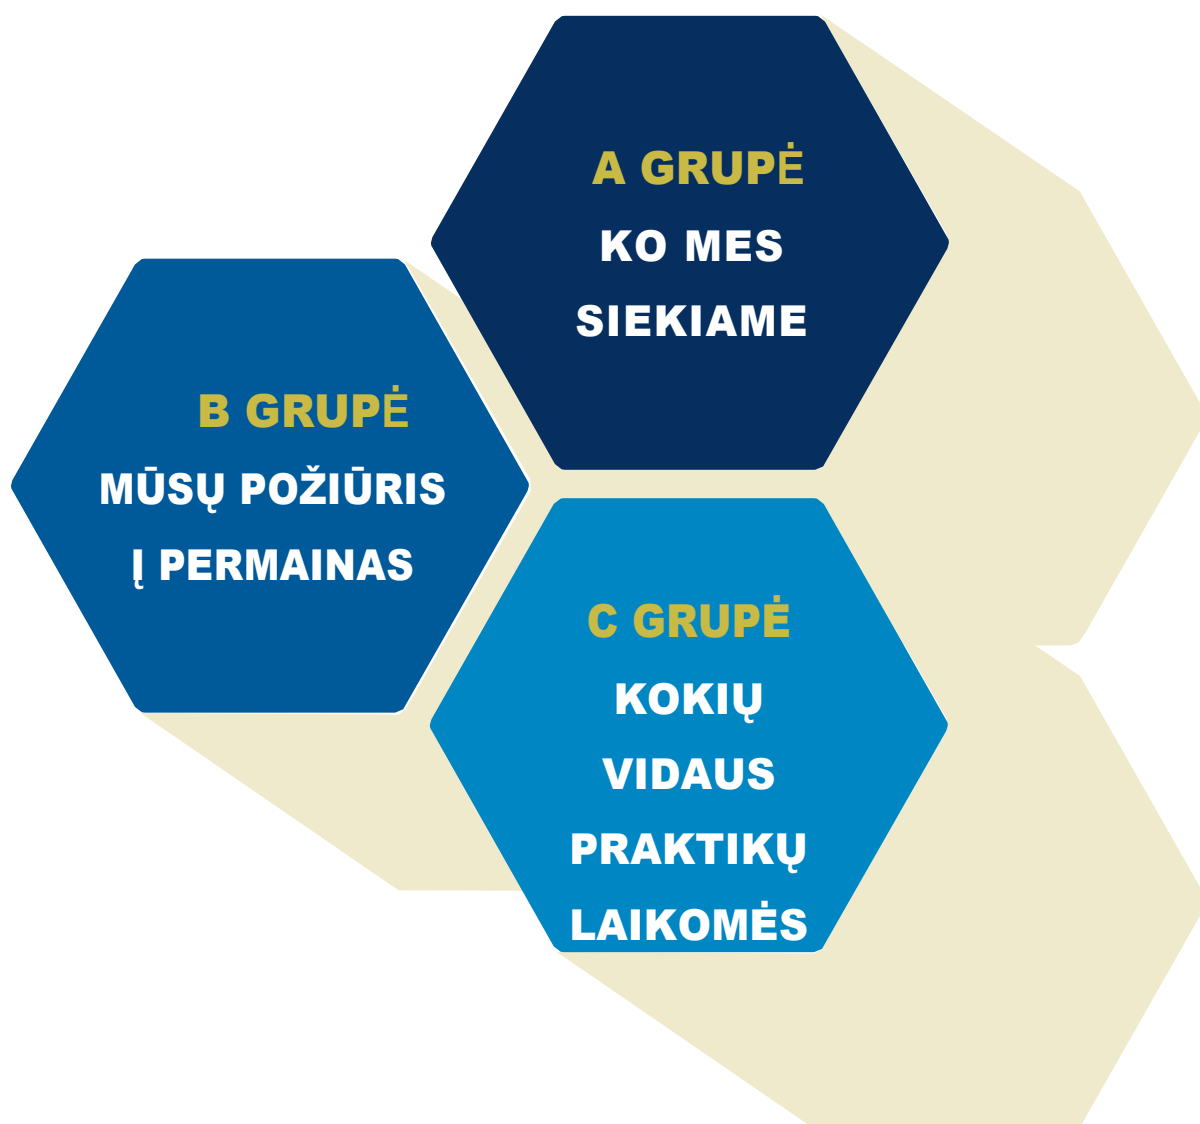 A GRUPĖ
KO MES
SIEKIAME
B GRUPĖ
MŪSŲ POŽIŪRIS
Į PERMAINAS
C GRUPĖ
KOKIŲ
VIDAUS
PRAKTIKŲ
LAIKOMĖS